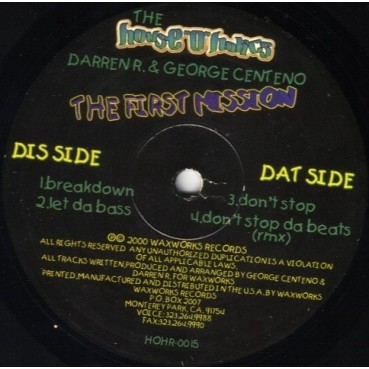 THE
House "O" Hukcs
DARREN R. & GEORGE CENTENO
THE FIRST MISSION
DIS SIDE
DAT SIDE
1.breakdown
2.let da bass
3.don't stop
4.don't stop da beats
(rmx)
℗© 2000 WAXWORKS RECORDS
ALL RIGHTS RESERVED ANY UNAUTHORIZED DUPLICATION IS A VIOLATION
OF ALL APPLICABLE LAWS.
ALL TRACKS WRITTEN,PRODUCED AND ARRANGED BY GEORGE CENTENO &
DARREN R. FOR WAXWORKS
PRENTED,MANUFACTURED AND DISTRIBUTED IN THE U.S.A. BY WAXWORKS
WAXWORKS RECORDS
P.O. BOX 2007
MONTEREY PARK, CA. 91754
VOICE:323.264.9988
FAX:323.264.9990
HOHR-0015